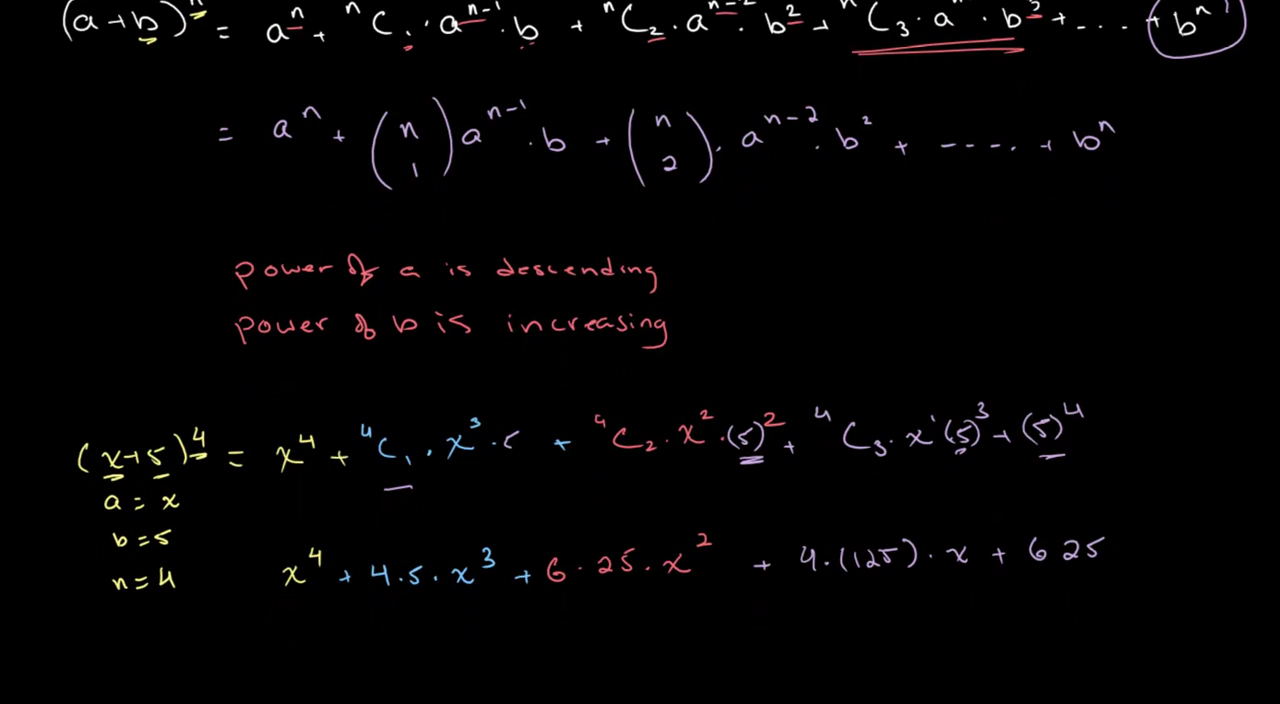 (a+b)ⁿ = aⁿ + ⁿC₁ · aⁿ⁻¹ · b + ⁿC₂ · aⁿ⁻² · b² + ⁿC₃ · a · b³ + .... + bⁿ
= aⁿ + (n 1) aⁿ⁻¹ · b + (n 2) · aⁿ⁻² · b² + ----. + bⁿ
power of a is descending
power of b is increasing
(x+5)⁴ = x⁴ + ⁴C₁ · x³ · 5 + ⁴C₂ · x² · (5)² + ⁴C₃ · x¹ (5)³ + (5)⁴
a = x
b = 5
n = 4
x⁴ + 4·5·x³ + 6·25·x² + 4·(125)·x + 625